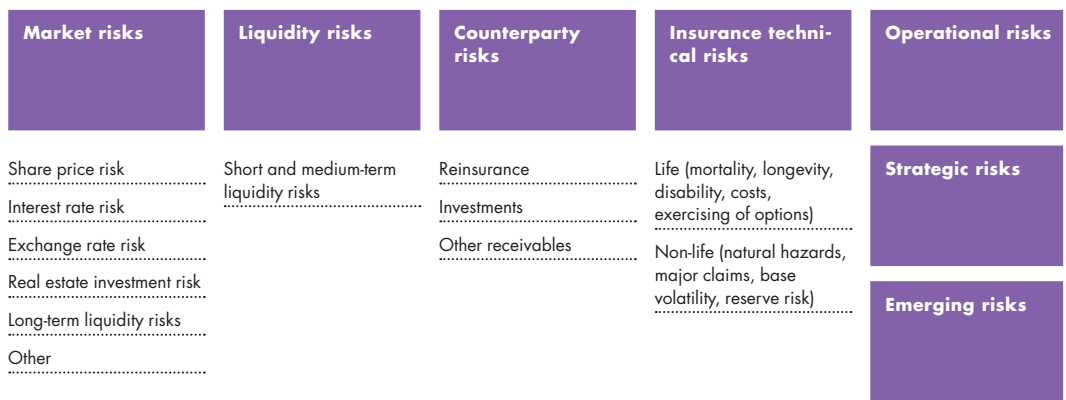 Market risks
Share price risk
Interest rate risk
Exchange rate risk
Real estate investment risk
Long-term liquidity risks
Other
Liquidity risks
Short and medium-term
liquidity risks
Counterparty
risks
Reinsurance
Investments
Other receivables
Insurance techni-
cal risks
Life (mortality, longevity,
disability, costs,
exercising of options)
Non-life (natural hazards,
major claims, base
volatility, reserve risk)
Operational risks
Strategic risks
Emerging risks